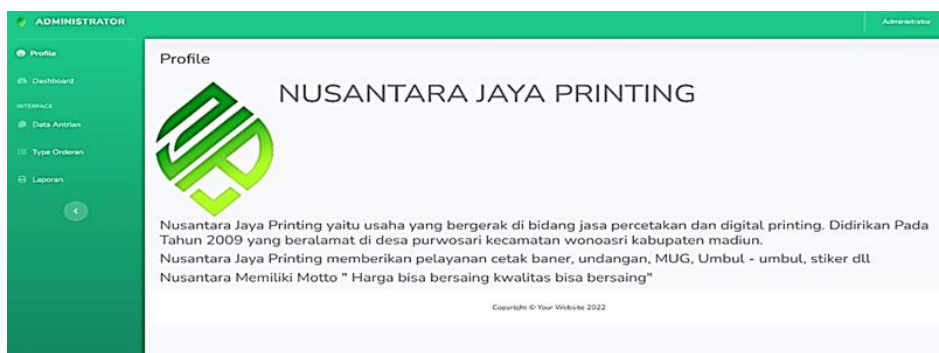 ADMINISTRATOR
Administrator
Profile
Dashboard
INTERFACE
Data Antrian
Type Orderan
Laporan
Profile
NUSANTARA JAYA PRINTING
Nusantara Jaya Printing yaitu usaha yang bergerak di bidang jasa percetakan dan digital printing. Didirikan Pada
Tahun 2009 yang beralamat di desa purwosari kecamatan wonoasri kabupaten madiun.
Nusantara Jaya Printing memberikan pelayanan cetak baner, undangan, MUG, Umbul - umbul, stiker dll
Nusantara Memiliki Motto " Harga bisa bersaing kwalitas bisa bersaing"
Copyright © Your Website 2022